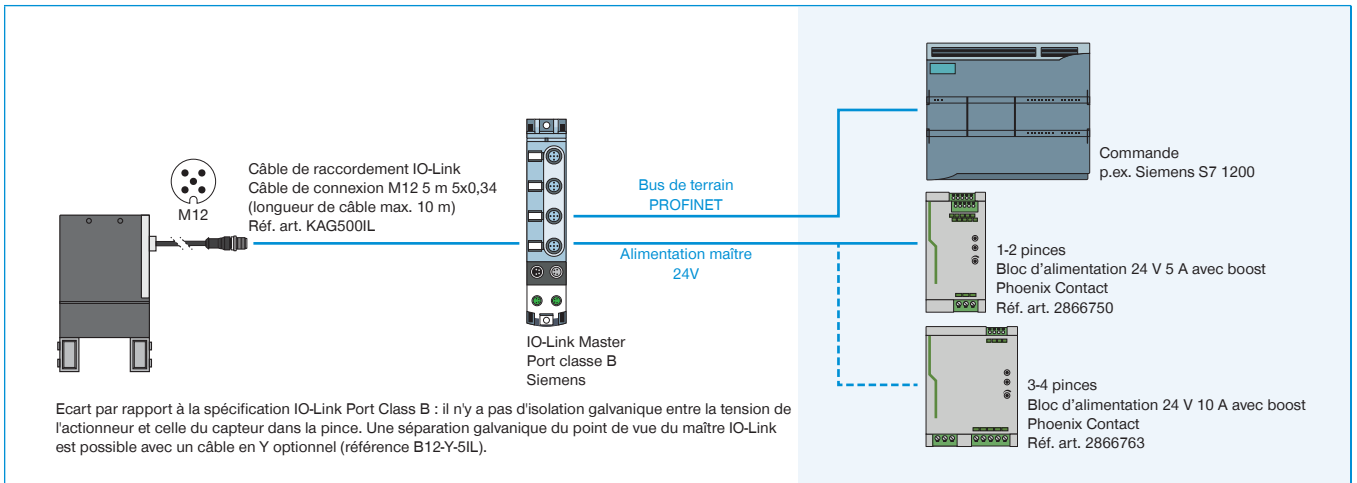 M12
Câble de raccordement IO-Link
Câble de connexion M12 5 m 5x0,34
(longueur de câble max. 10 m)
Réf. art. KAG500IL
IO-Link Master
Port classe B
Siemens
Bus de terrain
PROFINET
Alimentation maître
24V
Commande
p.ex. Siemens S7 1200
1-2 pinces
Bloc d'alimentation 24 V 5 A avec boost
Phoenix Contact
Réf. art. 2866750
3-4 pinces
Bloc d'alimentation 24 V 10 A avec boost
Phoenix Contact
Réf. art. 2866763
Ecart par rapport à la spécification IO-Link Port Class B : il n'y a pas d'isolation galvanique entre la tension de
l'actionneur et celle du capteur dans la pince. Une séparation galvanique du point de vue du maître IO-Link
est possible avec un câble en Y optionnel (référence B12-Y-5IL).